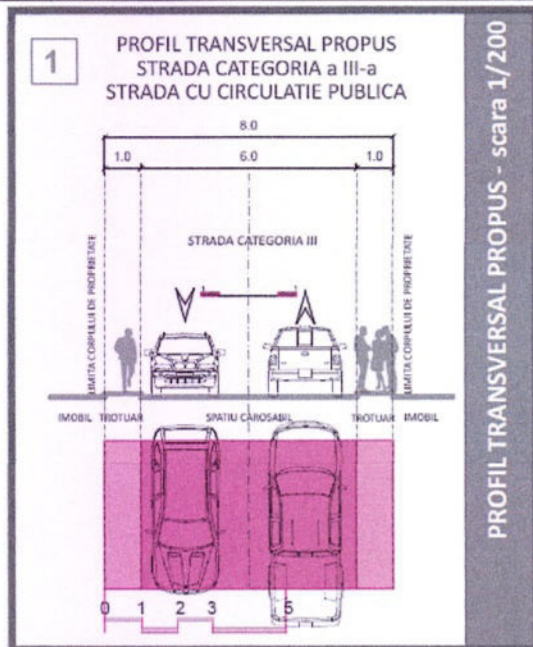 1
PROFIL TRANSVERSAL PROPUS
STRADA CATEGORIA a III-a
STRADA CU CIRCULATIE PUBLICA
8.0
1.0 6.0 1.0
STRADA CATEGORIA III
LIMITA CORPULUI DE PROPRIETATE
LIMITA CORPULUI DE PROPRIETATE
IMOBIL TROTUAR SPATIU CAROSABIL TROTUAR IMOBIL
0 1 2 3 5
PROFIL TRANSVERSAL PROPUS - scara 1/200